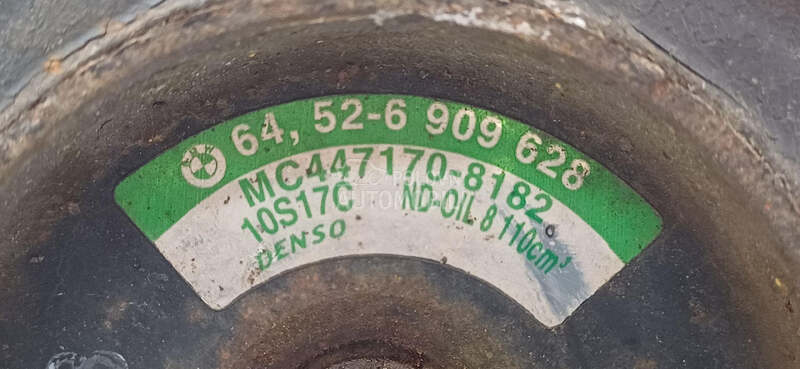 64, 52-6 909 628
MC447170-8182
10S17C ND-OIL 8 110cm³
DENSO